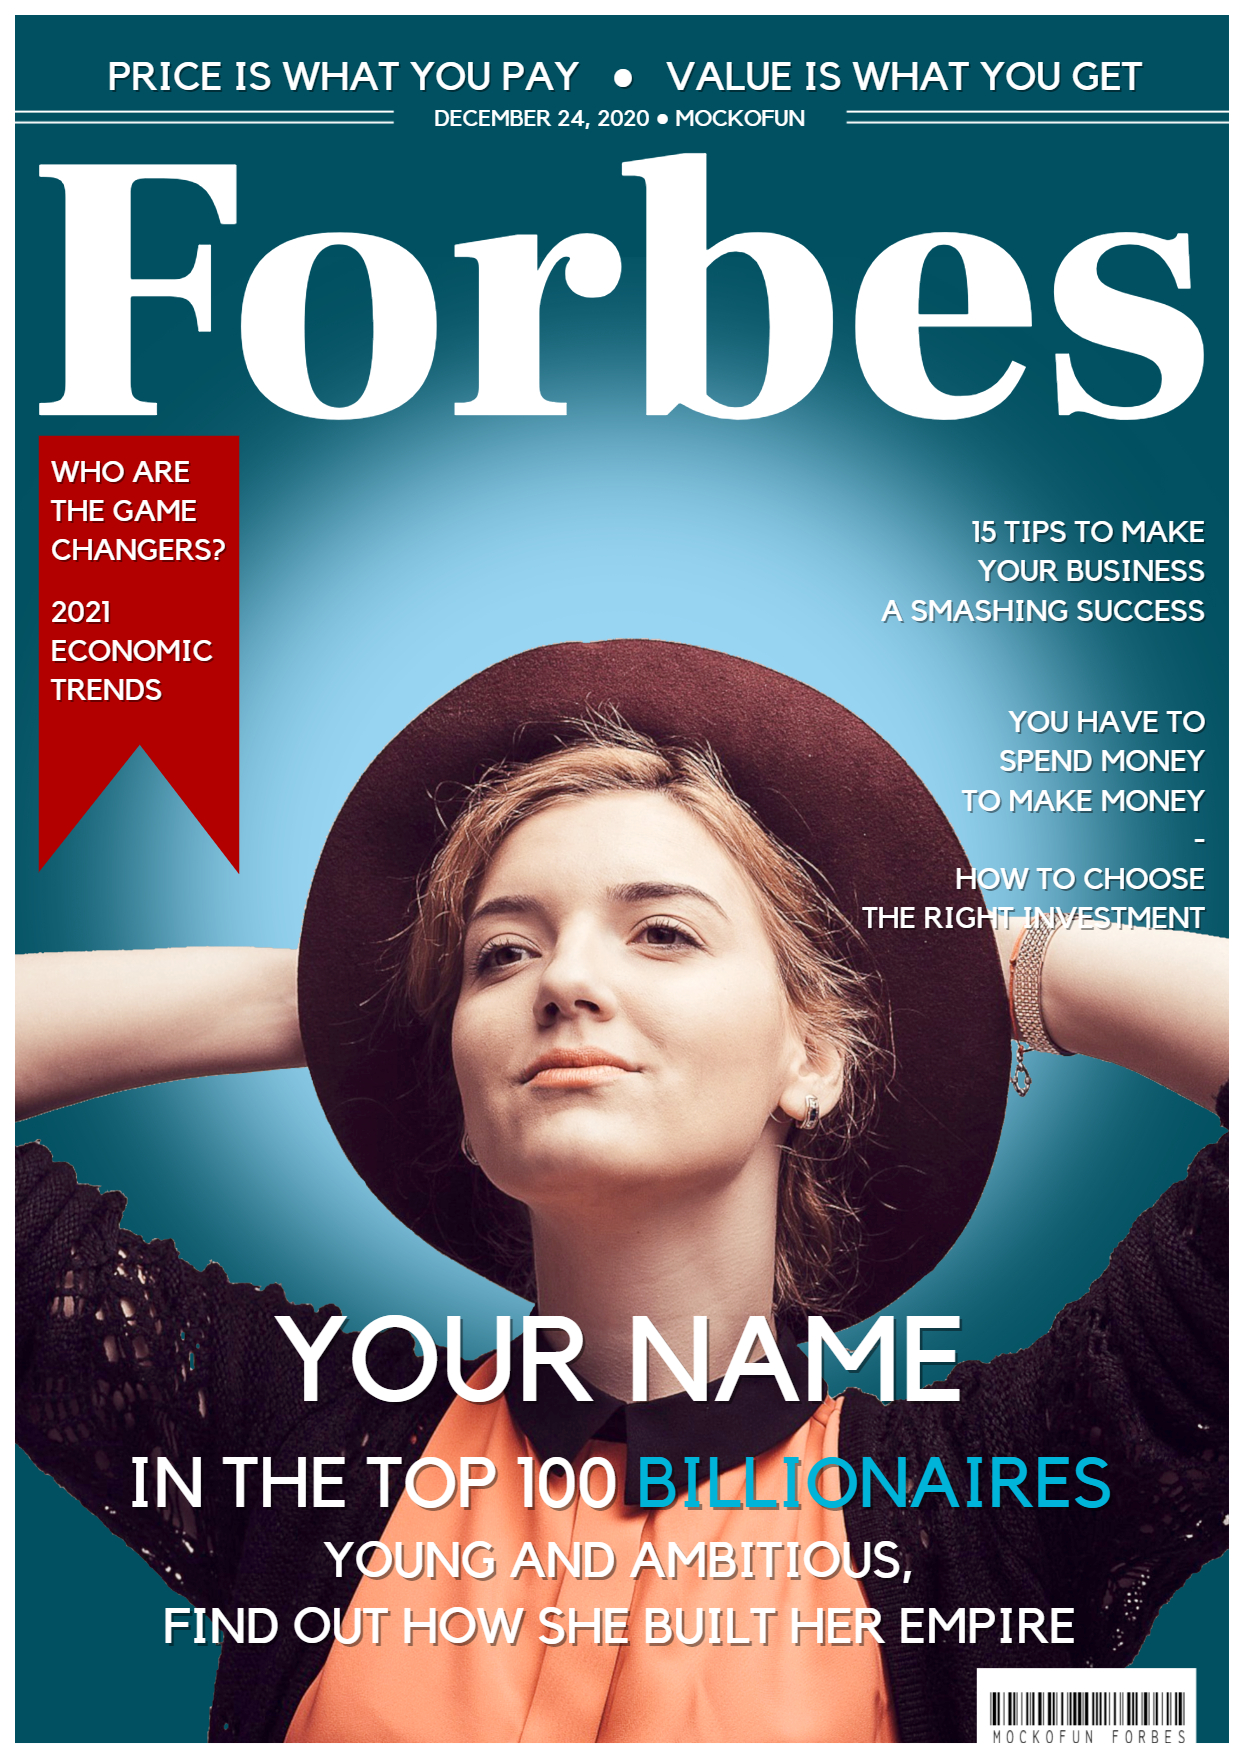 PRICE IS WHAT YOU PAY ● VALUE IS WHAT YOU GET
DECEMBER 24, 2020 ● MOCKOFUN
Forbes
WHO ARE
THE GAME
CHANGERS?
2021
ECONOMIC
TRENDS
15 TIPS TO MAKE
YOUR BUSINESS
A SMASHING SUCCESS
YOU HAVE TO
SPEND MONEY
TO MAKE MONEY
-
HOW TO CHOOSE
THE RIGHT INVESTMENT
YOUR NAME
IN THE TOP 100 BILLIONAIRES
YOUNG AND AMBITIOUS,
FIND OUT HOW SHE BUILT HER EMPIRE
MOCKOFUN FORBES